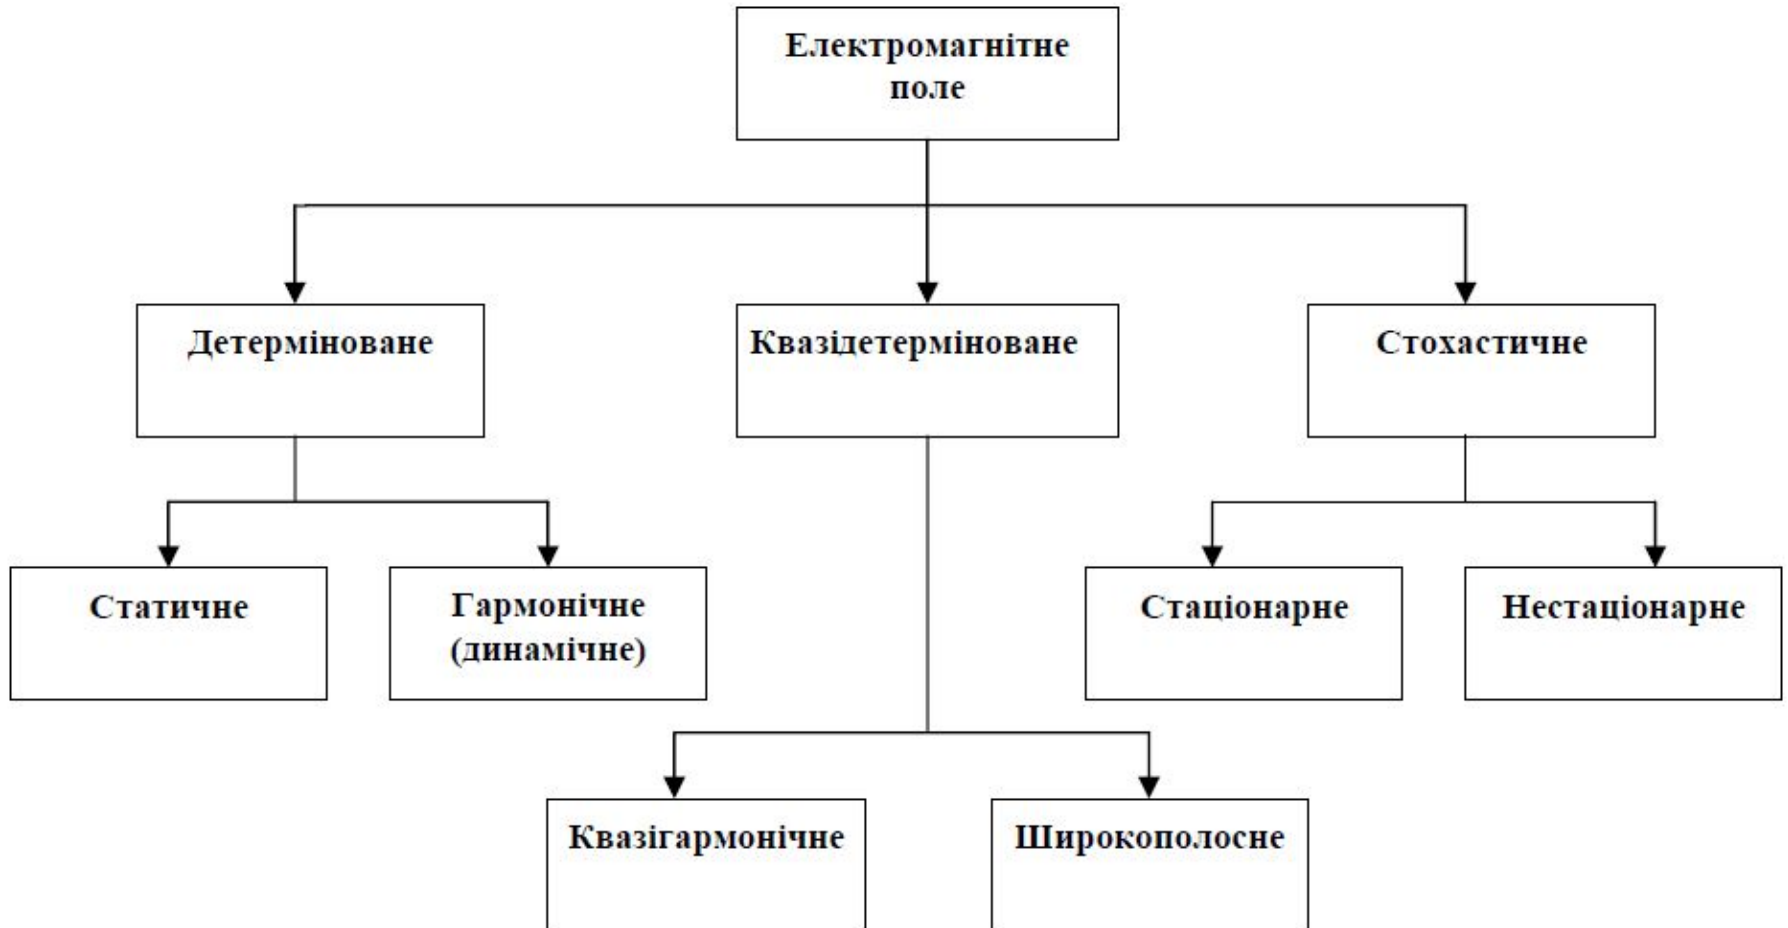 Електромагнітне
поле
Детерміноване
Квазідетерміноване
Стохастичне
Статичне
Гармонічне
(динамічне)
Стаціонарне
Нестаціонарне
Квазігармонічне
Широкополосне